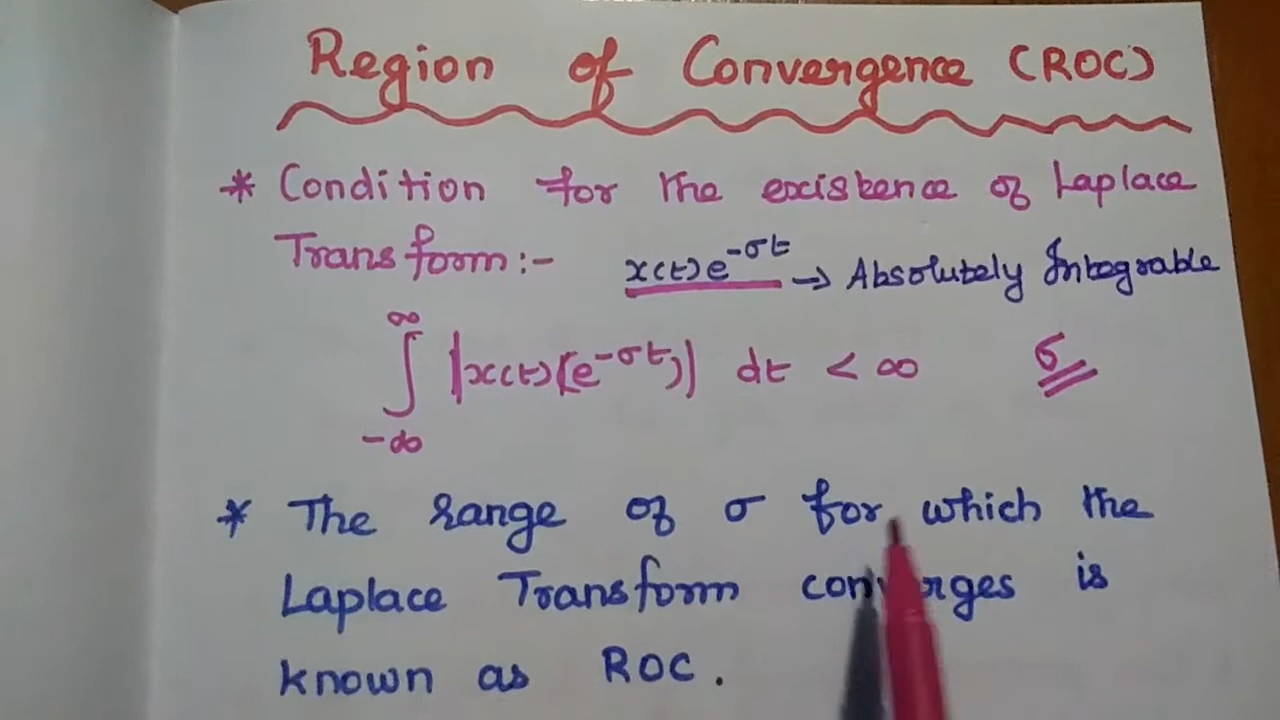 Region of Convergence (ROC)
* Condition for the existence of Laplace
Transform:- x(t)e^-σt → Absolutely Integrable
∫_-∞^∞ |x(t)(e^-σt)| dt < ∞ σ
* The range of σ for which the
Laplace Transform converges is
known as ROC.